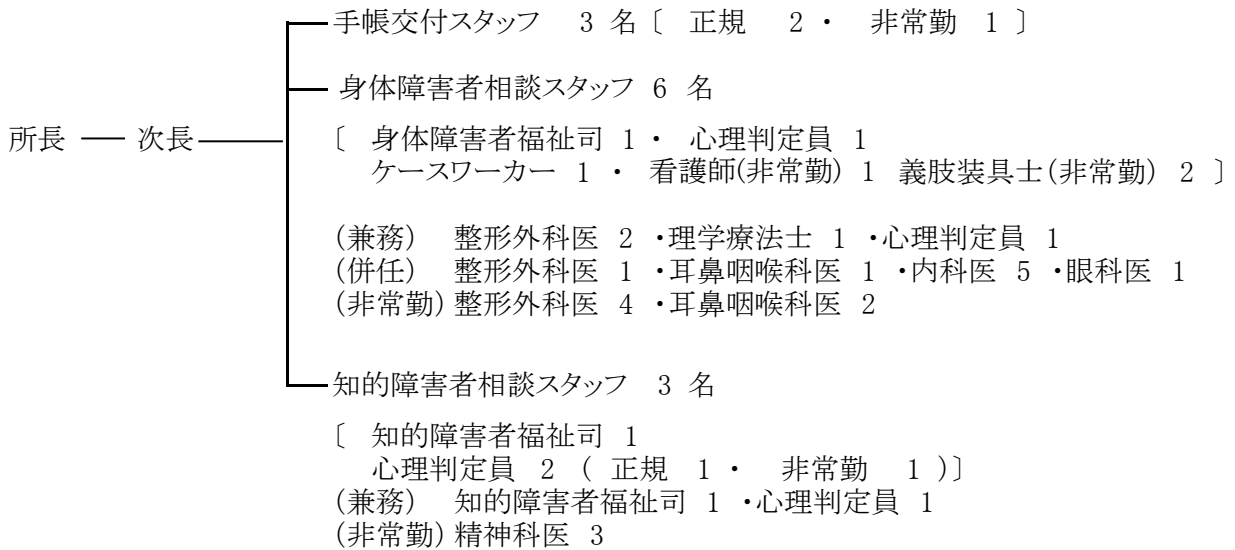 手帳交付スタッフ 3 名〔 正規 2 ・ 非常勤 1 〕
身体障害者相談スタッフ 6 名
所長 ── 次長
〔 身体障害者福祉司 1 ・ 心理判定員 1
ケースワーカー 1 ・ 看護師(非常勤) 1 義肢装具士(非常勤) 2 〕
(兼務) 整形外科医 2 ・理学療法士 1 ・心理判定員 1
(併任) 整形外科医 1 ・耳鼻咽喉科医 1 ・内科医 5 ・眼科医 1
(非常勤) 整形外科医 4 ・耳鼻咽喉科医 2
知的障害者相談スタッフ 3 名
〔 知的障害者福祉司 1
心理判定員 2 ( 正規 1 ・ 非常勤 1 )〕
(兼務) 知的障害者福祉司 1 ・心理判定員 1
(非常勤) 精神科医 3